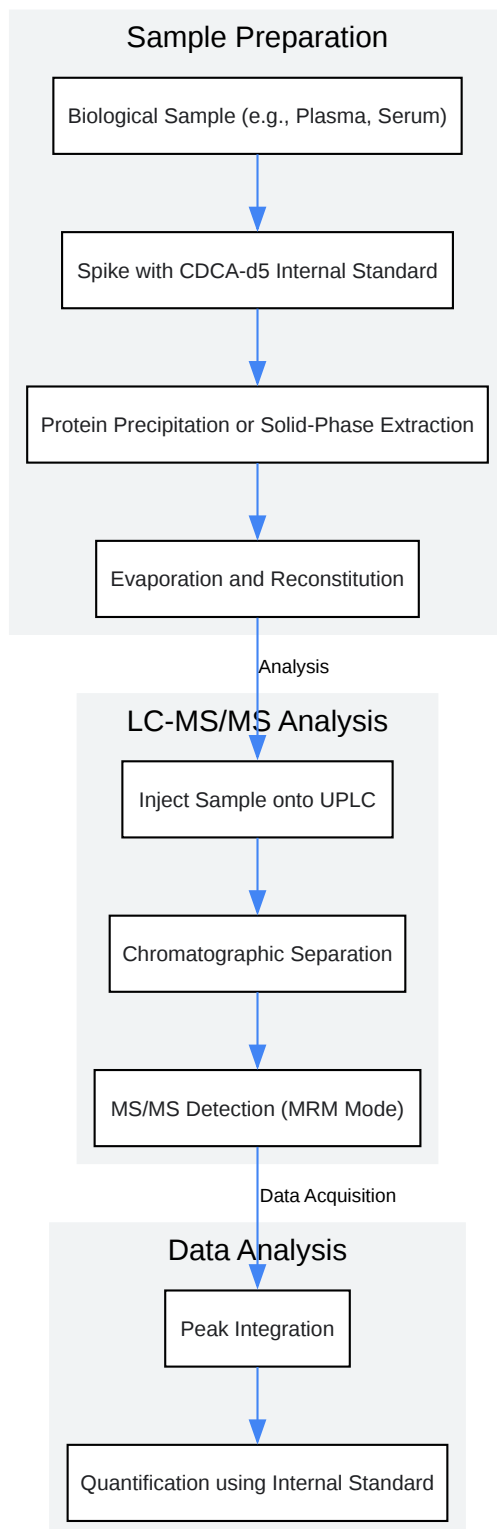 Sample Preparation
Biological Sample (e.g., Plasma, Serum)
Spike with CDCA-d5 Internal Standard
Protein Precipitation or Solid-Phase Extraction
Evaporation and Reconstitution
Analysis
LC-MS/MS Analysis
Inject Sample onto UPLC
Chromatographic Separation
MS/MS Detection (MRM Mode)
Data Acquisition
Data Analysis
Peak Integration
Quantification using Internal Standard